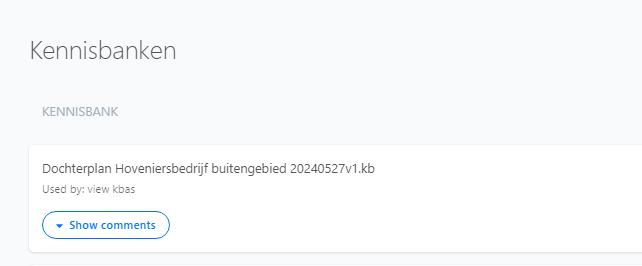 Kennisbanken
KENNISBANK
Dochterplan Hoveniersbedrijf buitengebied 20240527v1.kb
Used by: view kbas
Show comments